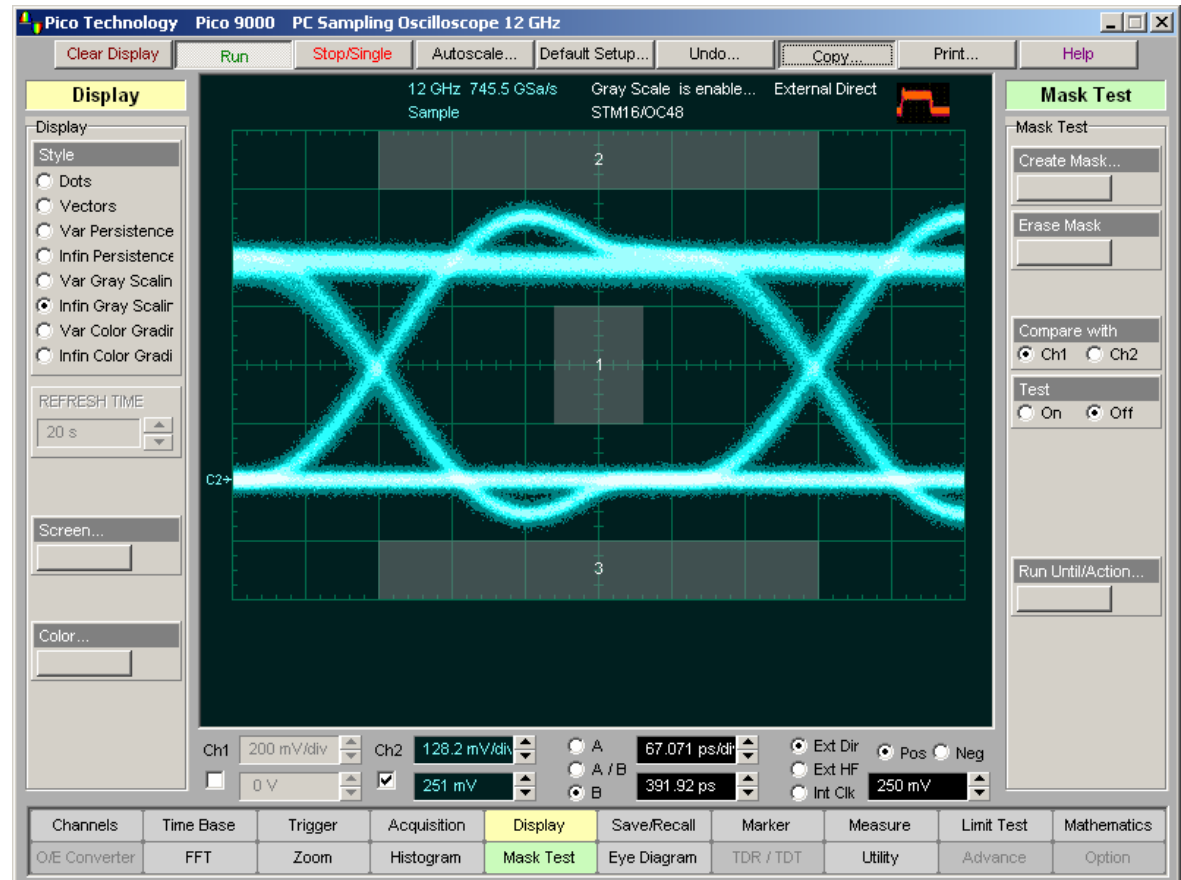 Pico Technology Pico 9000 PC Sampling Oscilloscope 12 GHz
Clear Display Run Stop/Single Autoscale... Default Setup... Undo... Copy... Print... Help
Display
Display
Style
Dots
Vectors
Var Persistence
Infin Persistence
Var Gray Scalin
Infin Gray Scalin
Var Color Gradir
Infin Color Gradi
REFRESH TIME
20 s
Screen...
Color...
12 GHz 745.5 GSa/s Gray Scale is enable... External Direct
Sample STM16/OC48
2
1
C2
3
Mask Test
Mask Test
Create Mask...
Erase Mask
Compare with
Ch1 Ch2
Test
On Off
Run Until/Action...
Ch1 200 mV/div Ch2 128.2 mV/div A 67.071 ps/di Ext Dir Pos Neg
A / B Ext HF
0 V 251 mV B 391.92 ps Int Clk 250 mV
Channels Time Base Trigger Acquisition Display Save/Recall Marker Measure Limit Test Mathematics
O/E Converter FFT Zoom Histogram Mask Test Eye Diagram TDR / TDT Utility Advance Option